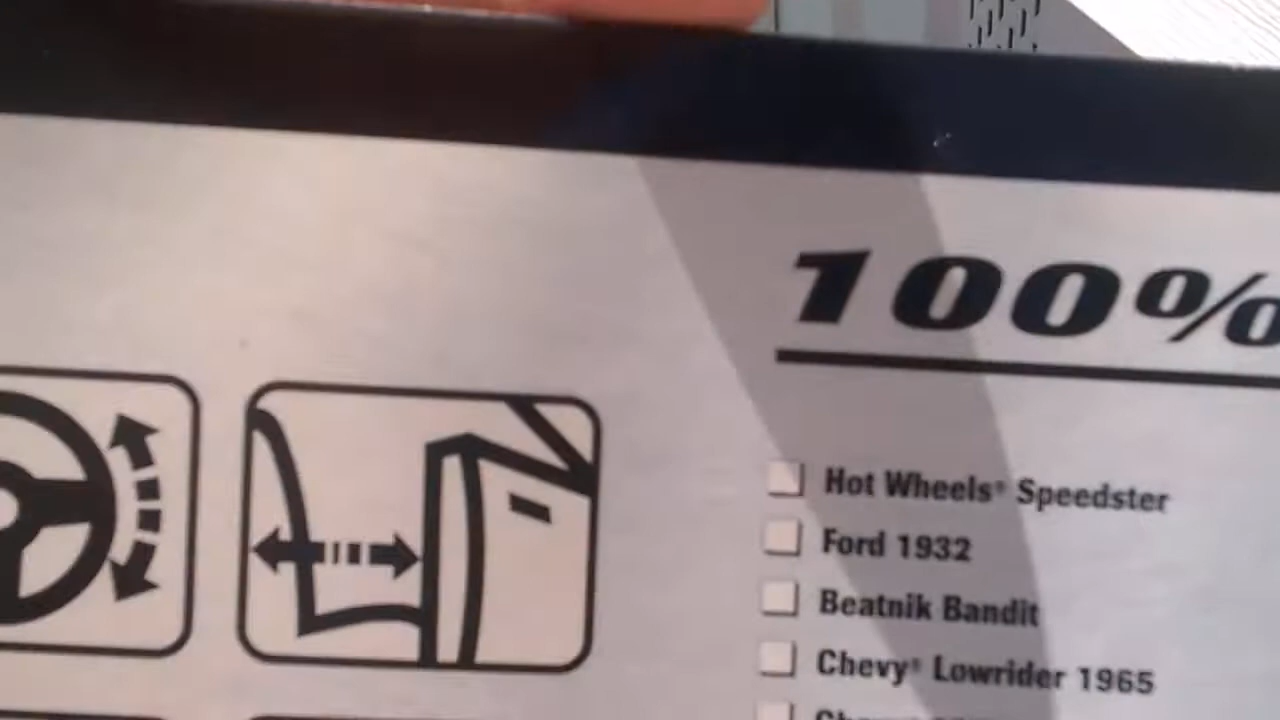 100%
Hot Wheels® Speedster
Ford 1932
Beatnik Bandit
Chevy® Lowrider 1965